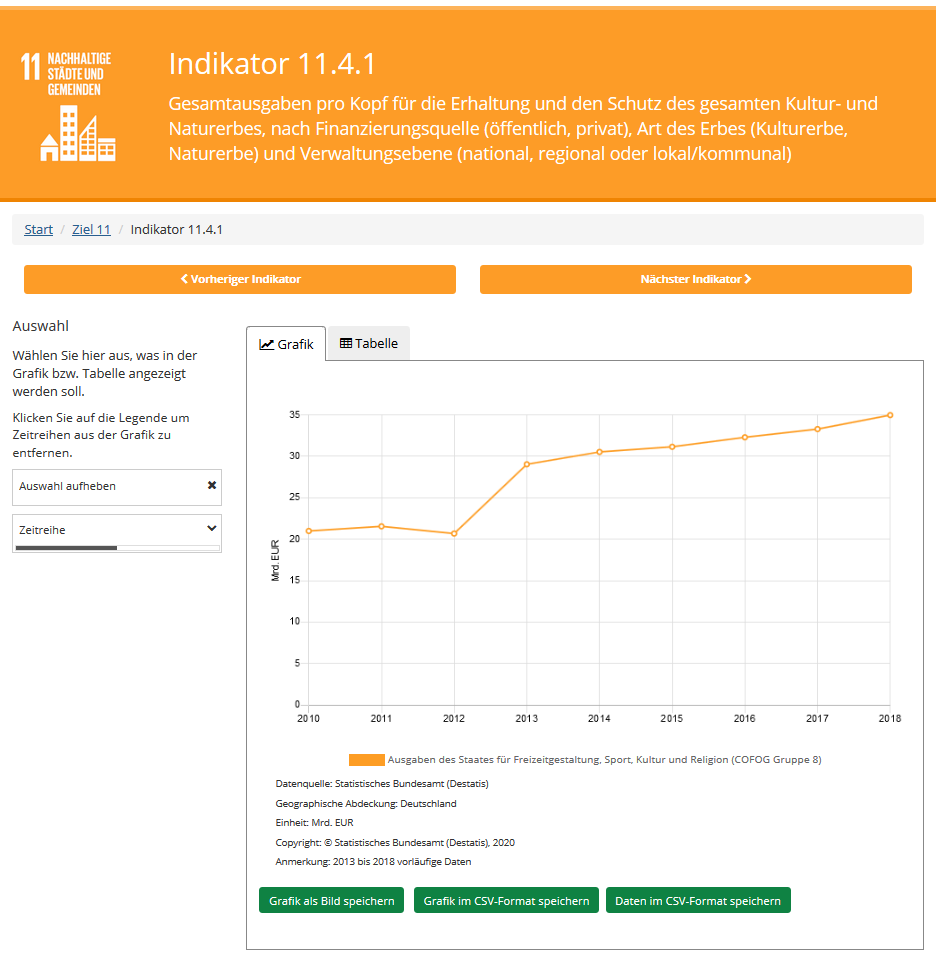 11 NACHHALTIGE
STÄDTE UND
GEMEINDEN
Indikator 11.4.1
Gesamtausgaben pro Kopf für die Erhaltung und den Schutz des gesamten Kultur- und
Naturerbes, nach Finanzierungsquelle (öffentlich, privat), Art des Erbes (Kulturerbe,
Naturerbe) und Verwaltungsebene (national, regional oder lokal/kommunal)
Start / Ziel 11 / Indikator 11.4.1
Vorheriger Indikator
Nächster Indikator
Auswahl
Wählen Sie hier aus, was in der
Grafik bzw. Tabelle angezeigt
werden soll.
Klicken Sie auf die Legende um
Zeitreihen aus der Grafik zu
entfernen.
Auswahl aufheben
Zeitreihe
Grafik
Tabelle
35
30
25
20
15
10
5
0
Mrd. EUR
2010 2011 2012 2013 2014 2015 2016 2017 2018
Ausgaben des Staates für Freizeitgestaltung, Sport, Kultur und Religion (COFOG Gruppe 8)
Datenquelle: Statistisches Bundesamt (Destatis)
Geographische Abdeckung: Deutschland
Einheit: Mrd. EUR
Copyright: © Statistisches Bundesamt (Destatis), 2020
Anmerkung: 2013 bis 2018 vorläufige Daten
Grafik als Bild speichern
Grafik im CSV-Format speichern
Daten im CSV-Format speichern